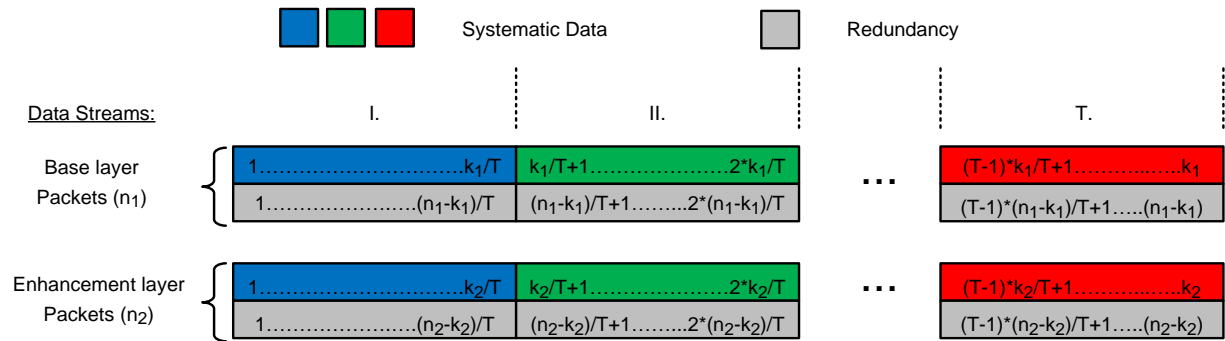 Systematic Data Redundancy
Data Streams: I. II. T.
Base layer
Packets (n1)
1................................k1/T k1/T+1......................2*k1/T ... (T-1)*k1/T+1..................k1
1........................(n1-k1)/T (n1-k1)/T+1.........2*(n1-k1)/T (T-1)*(n1-k1)/T+1.....(n1-k1)
Enhancement layer
Packets (n2)
1................................k2/T k2/T+1......................2*k2/T ... (T-1)*k2/T+1..................k2
1........................(n2-k2)/T (n2-k2)/T+1.........2*(n2-k2)/T (T-1)*(n2-k2)/T+1.....(n2-k2)